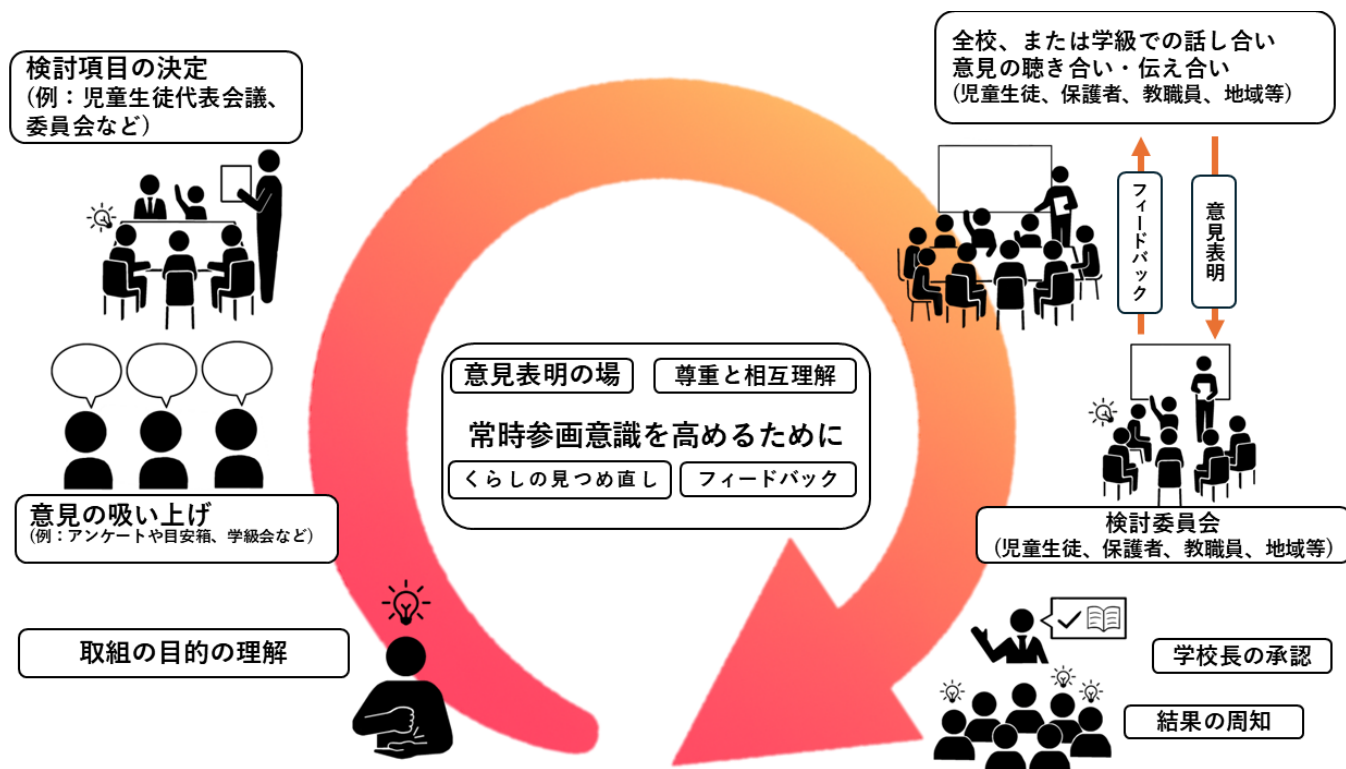 検討項目の決定
(例：児童生徒代表会議、
委員会など)
意見の吸い上げ
(例：アンケートや目安箱、学級会など)
取組の目的の理解
意見表明の場
尊重と相互理解
常時参画意識を高めるために
くらしの見つめ直し
フィードバック
全校、または学級での話し合い
意見の聴き合い・伝え合い
(児童生徒、保護者、教職員、地域等)
フィードバック
意見表明
検討委員会
(児童生徒、保護者、教職員、地域等)
学校長の承認
結果の周知